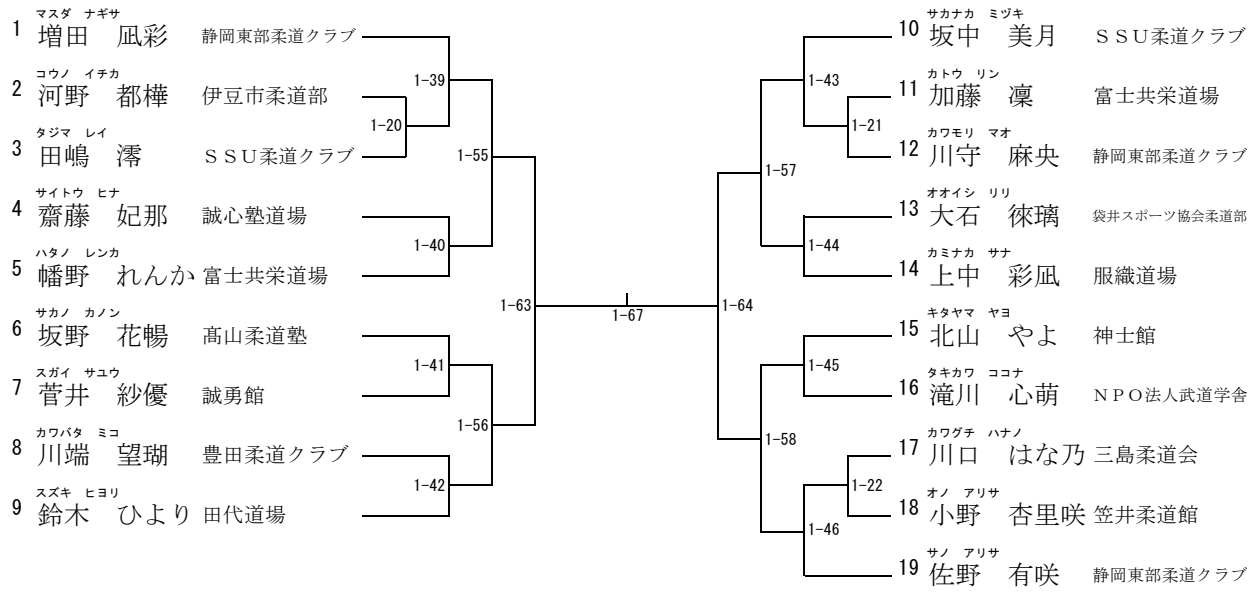 マスダ ナギサ
1 増田 凪彩 静岡東部柔道クラブ
コウノ イチカ
2 河野 都樺 伊豆市柔道部
タジマ レイ
3 田嶋 澪 ＳＳＵ柔道クラブ
サイトウ ヒナ
4 齋藤 妃那 誠心塾道場
ハタノ レンカ
5 幡野 れんか 富士共栄道場
サカノ カノン
6 坂野 花暢 髙山柔道塾
スガイ サユウ
7 菅井 紗優 誠勇館
カワバタ ミコ
8 川端 望瑚 豊田柔道クラブ
スズキ ヒヨリ
9 鈴木 ひより 田代道場
1-39
1-20
1-55
1-40
1-63
1-41
1-56
1-42
1-67
サカナカ ミヅキ
10 坂中 美月 ＳＳＵ柔道クラブ
カトウ リン
11 加藤 凜 富士共栄道場
カワモリ マオ
12 川守 麻央 静岡東部柔道クラブ
オオイシ リリ
13 大石 徠璃 袋井スポーツ協会柔道部
カミナカ サナ
14 上中 彩凪 服織道場
キタヤマ ヤヨ
15 北山 やよ 神士館
タキカワ ココナ
16 滝川 心萌 ＮＰＯ法人武道学舎
カワグチ ハナノ
17 川口 はな乃 三島柔道会
オノ アリサ
18 小野 杏里咲 笠井柔道館
サノ アリサ
19 佐野 有咲 静岡東部柔道クラブ
1-43
1-21
1-57
1-44
1-64
1-45
1-58
1-22
1-46